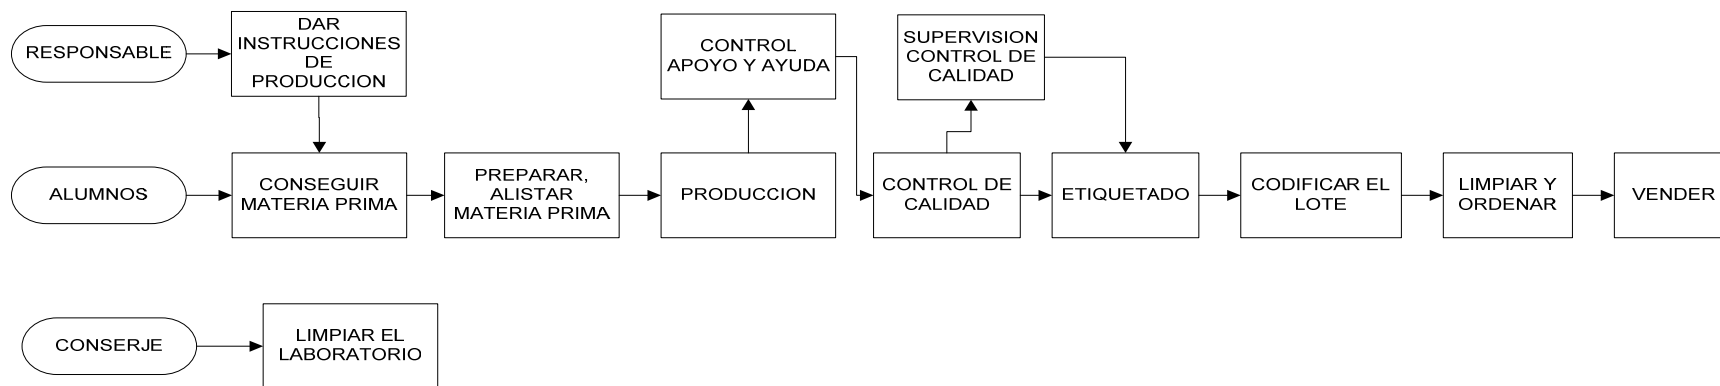 RESPONSABLE
DAR
INSTRUCCIONES
DE
PRODUCCION
CONTROL
APOYO Y AYUDA
SUPERVISION
CONTROL DE
CALIDAD
ALUMNOS
CONSEGUIR
MATERIA PRIMA
PREPARAR,
ALISTAR
MATERIA PRIMA
PRODUCCION
CONTROL DE
CALIDAD
ETIQUETADO
CODIFICAR EL
LOTE
LIMPIAR Y
ORDENAR
VENDER
CONSERJE
LIMPIAR EL
LABORATORIO